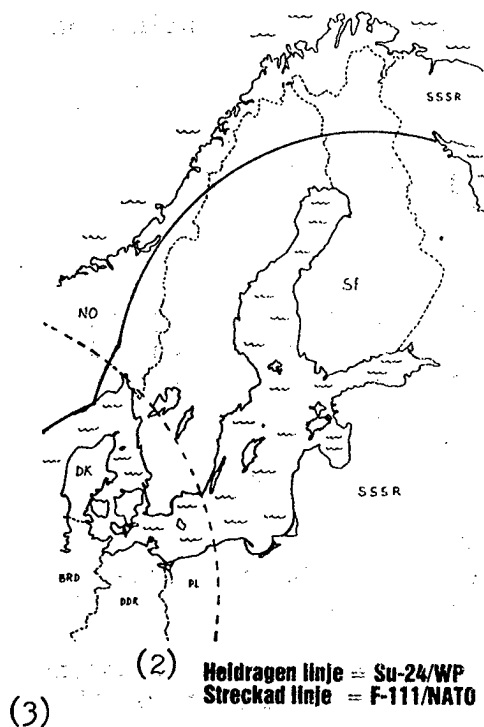 SSSR
NO
SF
DK
SSSR
BRD
DDR
PL
(2)
Heldragen linje = Su-24/WP
Streckad linje = F-111/NATO
(3)